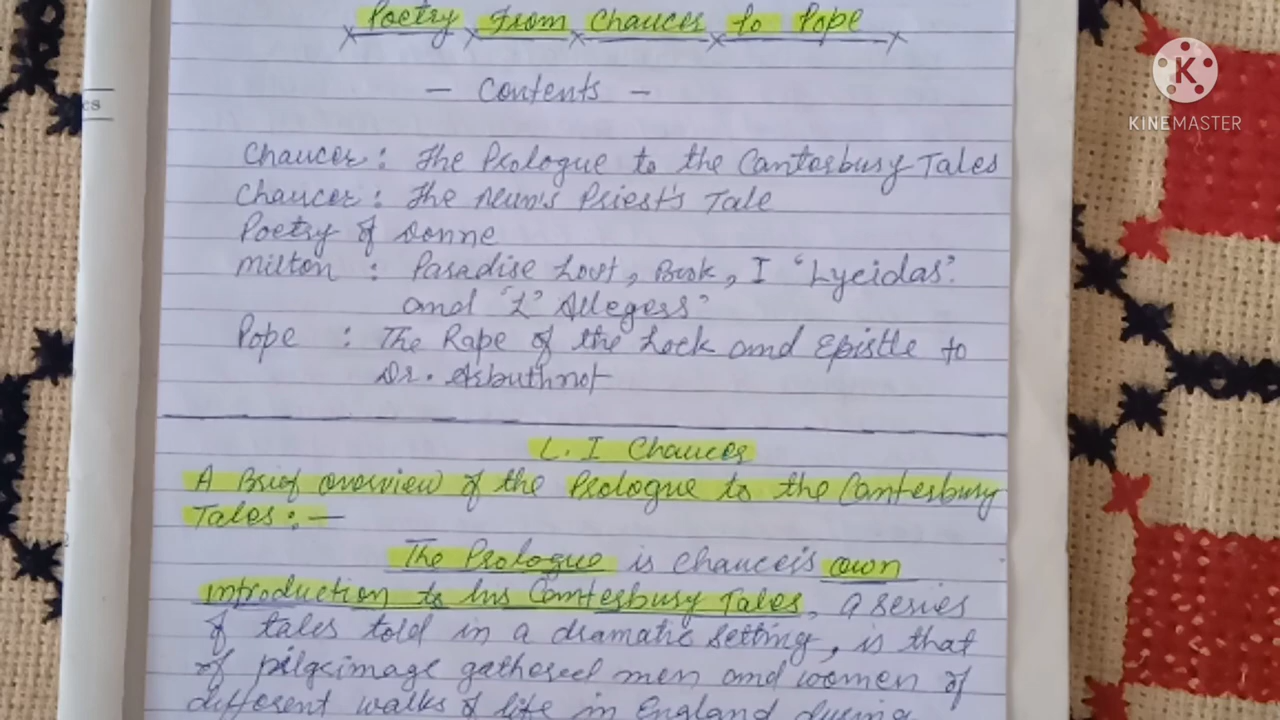 Poetry From Chaucer to Pope
- Contents -
Chaucer : The Prologue to the Canterbury Tales
Chaucer : The Nun's Priest's Tale
Poetry of Donne
Milton : Paradise Lost, Book, I "Lycidas".
and "L" Allegers"
Pope : The Rape of the Lock and Epistle to
Dr. Arbuthnot
L. I Chaucer
A Brief overview of the Prologue to the Canterbury
Tales : —
The Prologue is Chaucer's own
introduction to his Canterbury Tales, a series
of tales told in a dramatic setting, is that
of pilgrimage gathered men and women of
different walks of life in England during
es
K
KINEMASTER